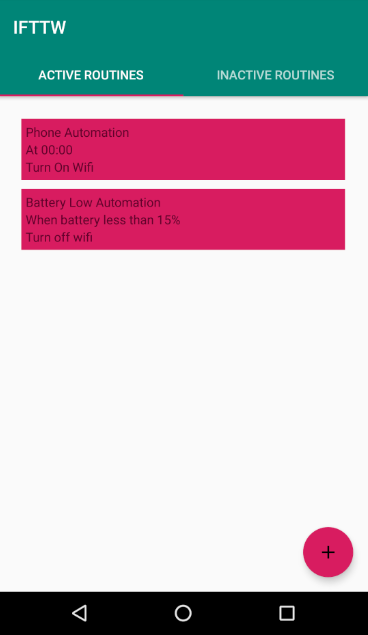 IFTTW
ACTIVE ROUTINES
INACTIVE ROUTINES
Phone Automation
At 00:00
Turn On Wifi
Battery Low Automation
When battery less than 15%
Turn off wifi
+